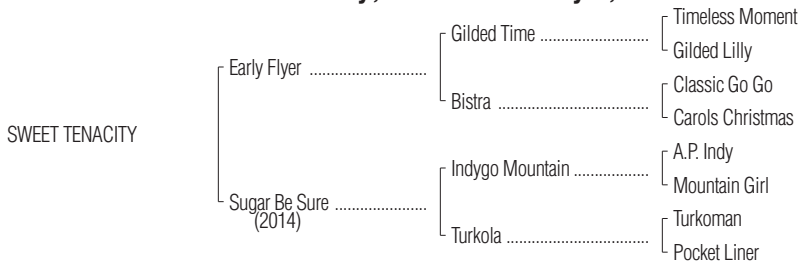 Timeless Moment
Gilded Time ............................
Gilded Lilly
Early Flyer ..............................
Classic Go Go
Bistra .......................................
Carols Christmas
SWEET TENACITY
A.P. Indy
Indygo Mountain ....................
Mountain Girl
Sugar Be Sure ........................
(2014)
Turkoman
Turkola .....................................
Pocket Liner